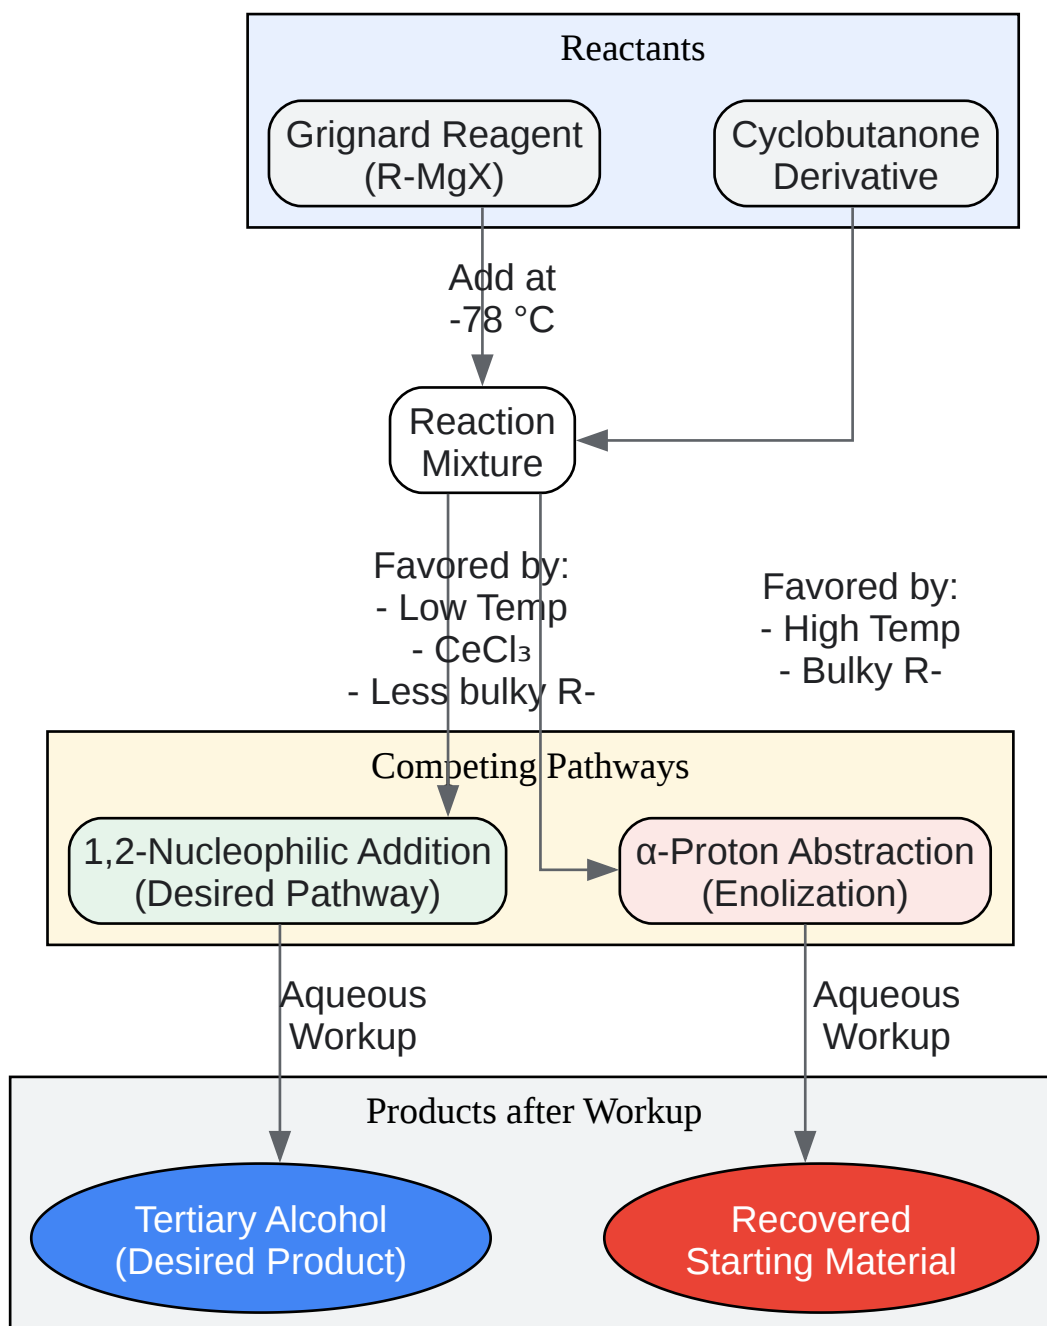 Reactants
Grignard Reagent
(R-MgX)
Cyclobutanone
Derivative
Add at
-78 °C
Reaction
Mixture
Favored by:
- Low Temp
- CeCl₃
- Less bulky R-
Favored by:
- High Temp
- Bulky R-
Competing Pathways
1,2-Nucleophilic Addition
(Desired Pathway)
α-Proton Abstraction
(Enolization)
Aqueous
Workup
Aqueous
Workup
Products after Workup
Tertiary Alcohol
(Desired Product)
Recovered
Starting Material